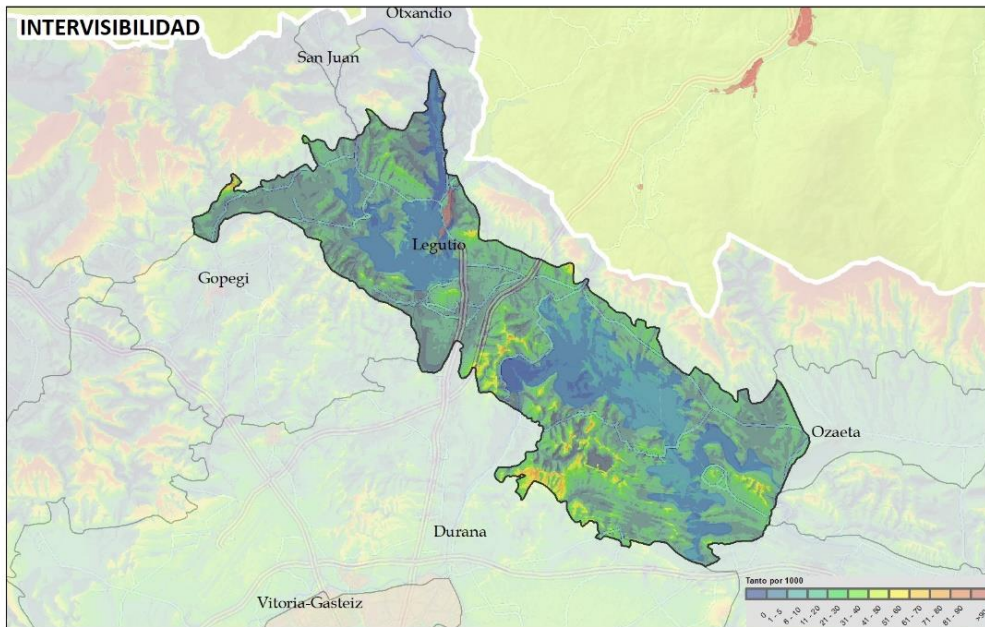 INTERVISIBILIDAD
Otxandio
San Juan
Legutio
Gopegi
Ozaeta
Durana
Vitoria-Gasteiz
Tanto por 1000
0 1 - 5 6 - 10 11 - 20 21 - 30 31 - 40 41 - 50 51 - 60 61 - 70 71 - 80 81 - 90 >90